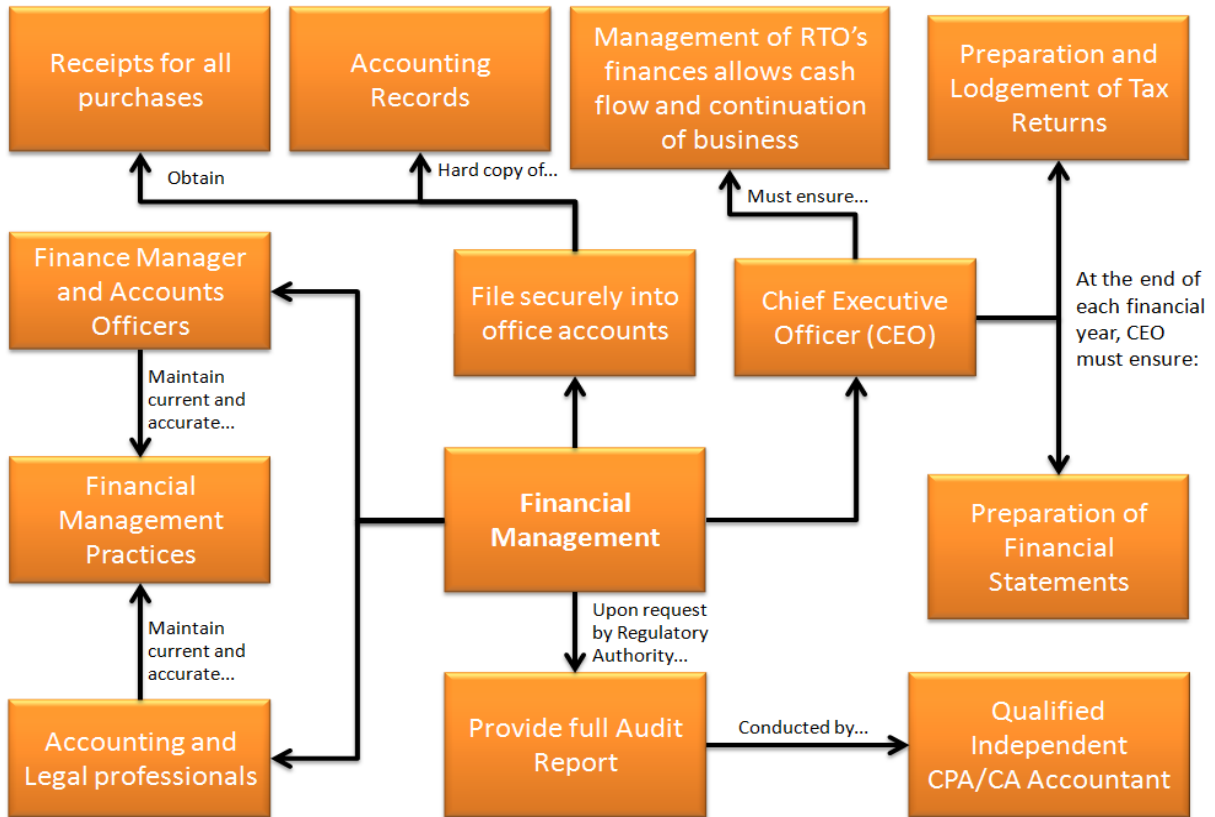 Receipts for all
purchases
Accounting
Records
Management of RTO’s
finances allows cash
flow and continuation
of business
Preparation and
Lodgement of Tax
Returns
Obtain
Hard copy of...
Must ensure...
Finance Manager
and Accounts
Officers
File securely into
office accounts
Chief Executive
Officer (CEO)
At the end of
each financial
year, CEO
must ensure:
Maintain
current and
accurate...
Financial
Management
Practices
Financial
Management
Preparation of
Financial
Statements
Maintain
current and
accurate...
Upon request
by Regulatory
Authority...
Accounting and
Legal professionals
Provide full Audit
Report
Conducted by...
Qualified
Independent
CPA/CA Accountant